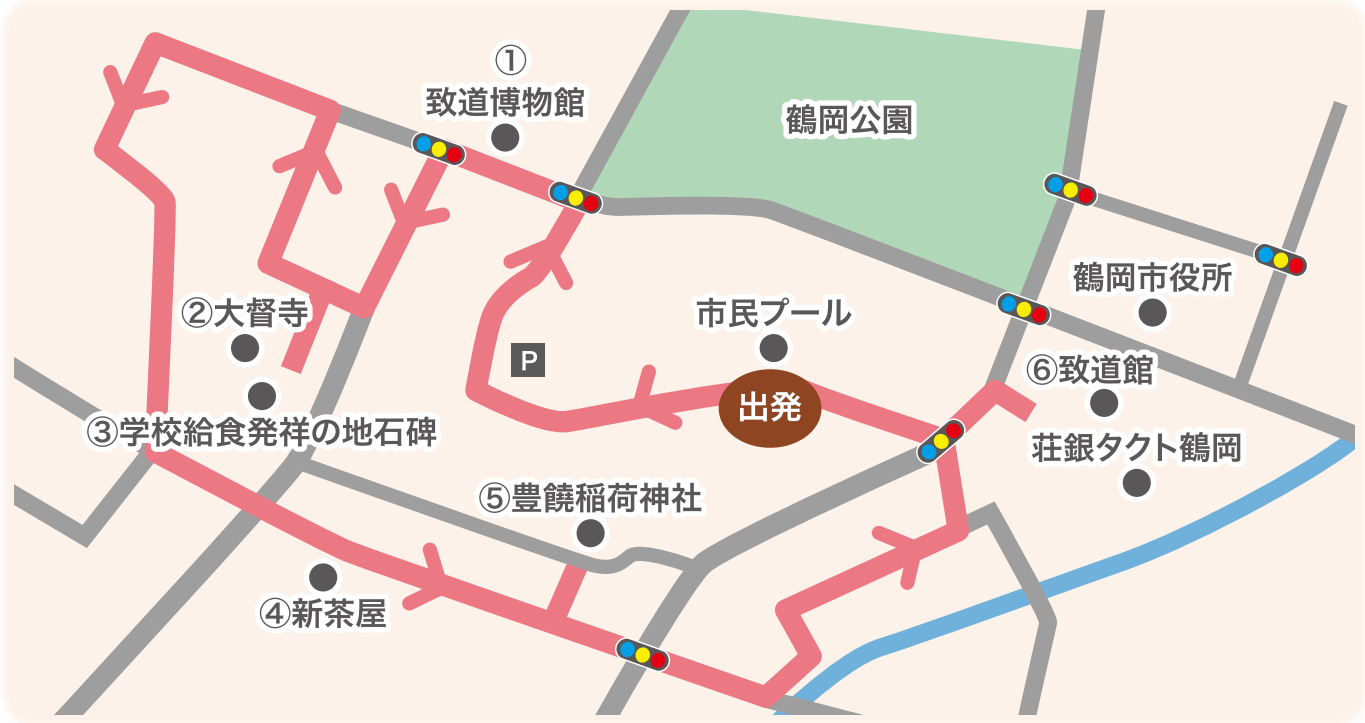 ①
致道博物館
鶴岡公園
鶴岡市役所
②大督寺
市民プール
P
⑥致道館
出発
③学校給食発祥の地石碑
荘銀タクト鶴岡
⑤豊饒稲荷神社
④新茶屋